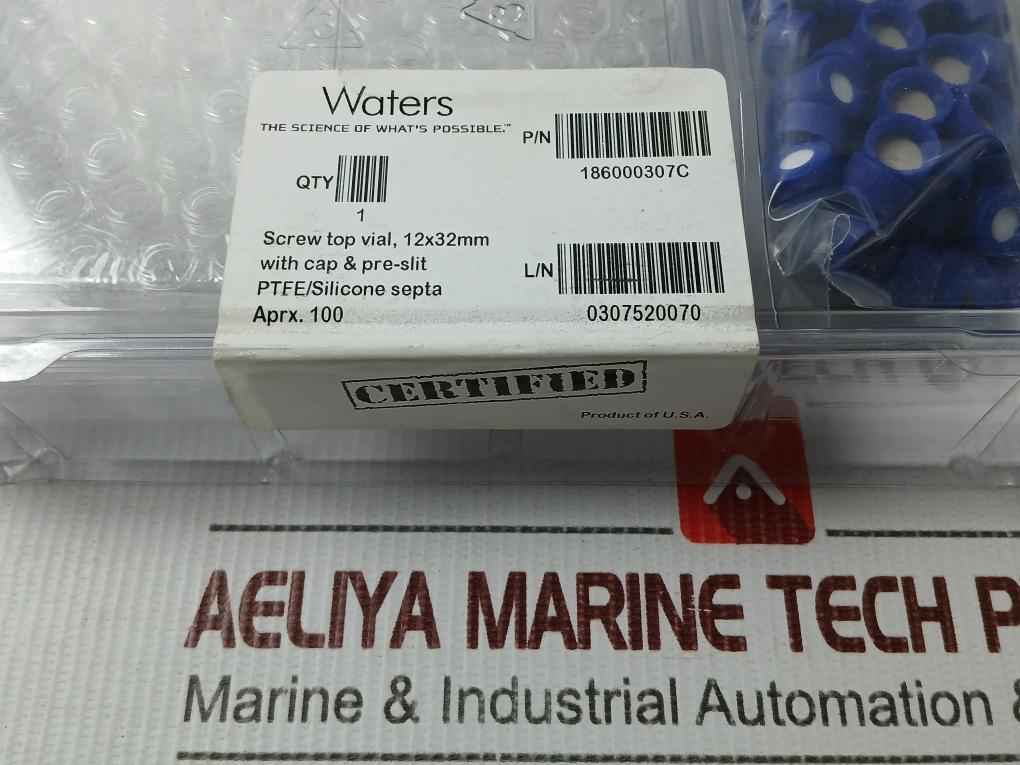 Waters
THE SCIENCE OF WHAT'S POSSIBLE.™
P/N
186000307C
QTY
1
Screw top vial, 12x32mm
with cap & pre-slit
PTFE/Silicone septa
Aprx. 100
L/N
0307520070
CERTIFIED
Product of U.S.A.
AELIYA MARINE TECH P
Marine & Industrial Automation &